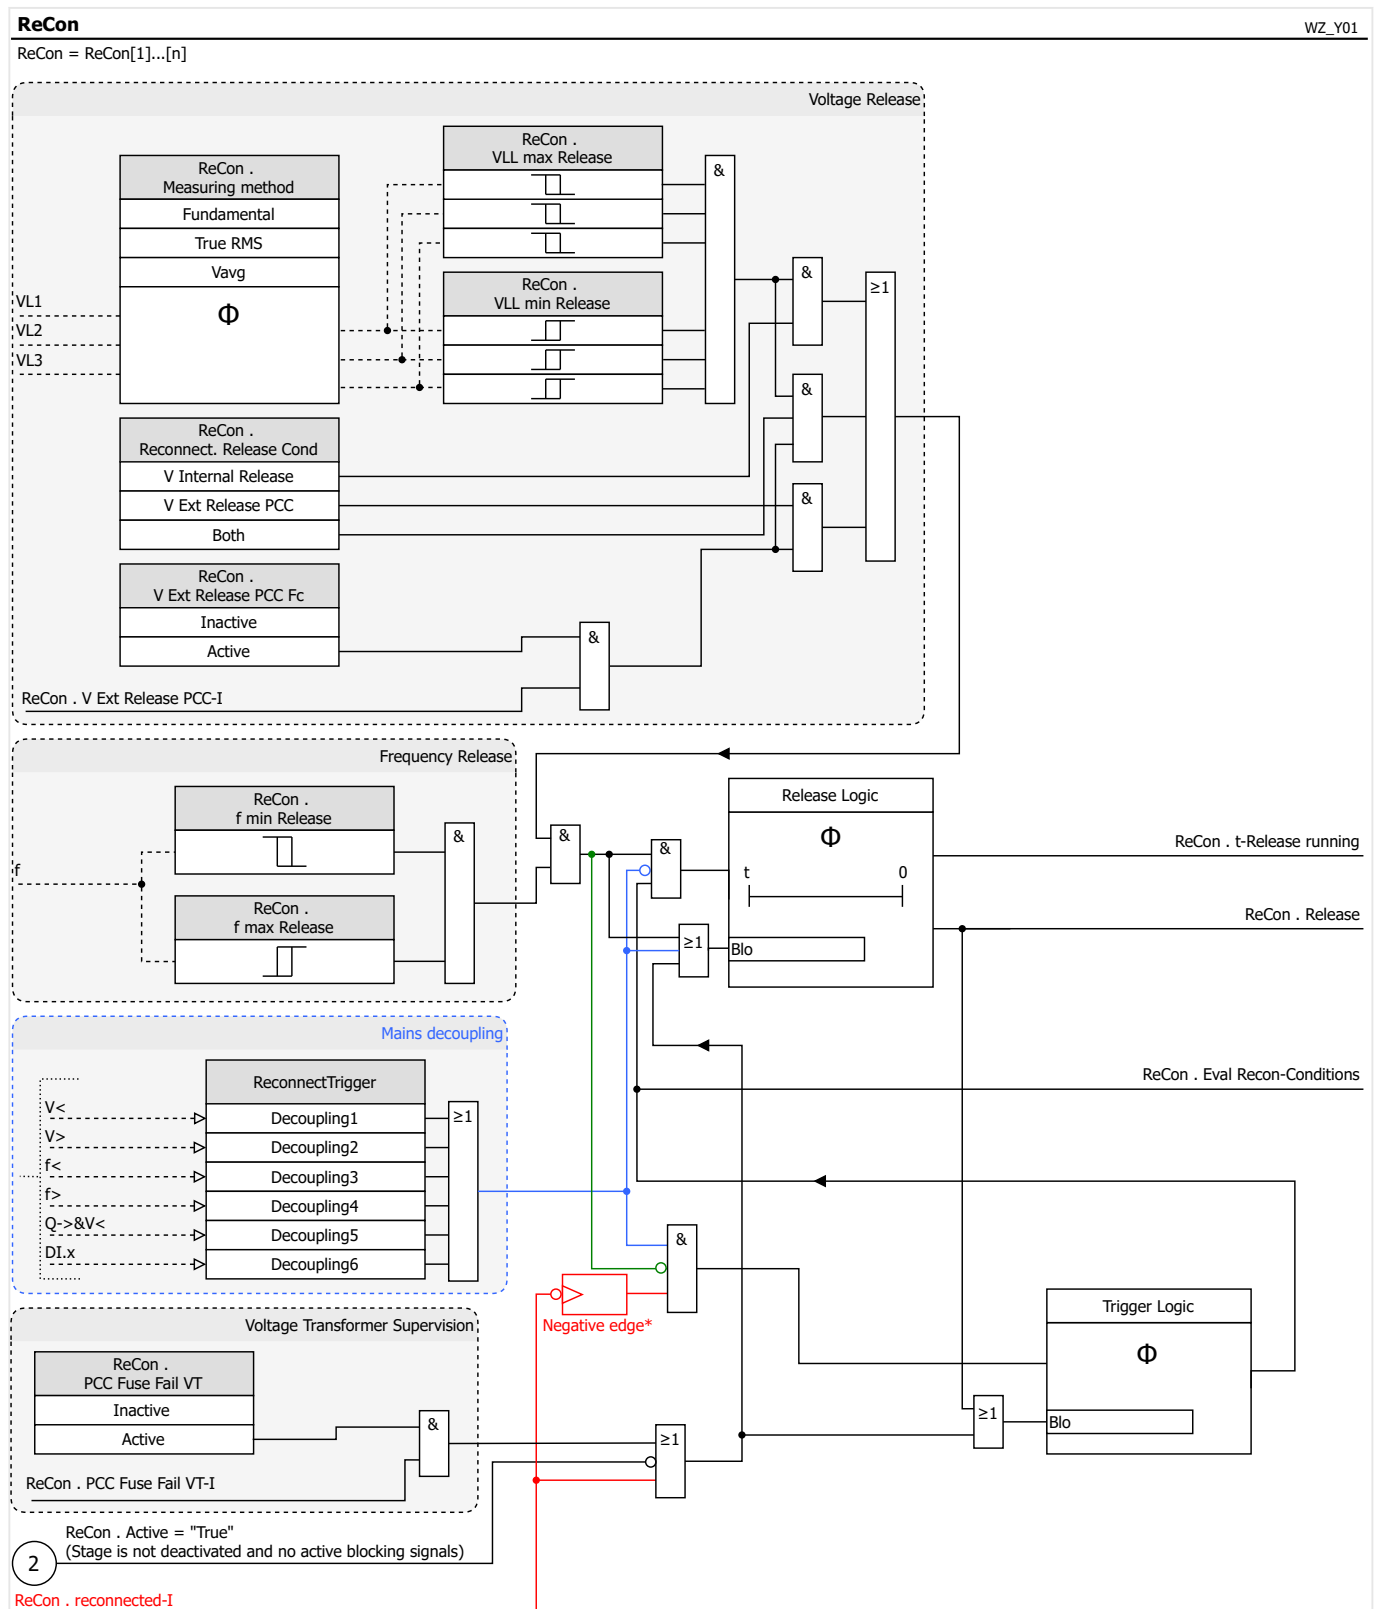 ReCon
WZ_Y01
ReCon = ReCon[1]...[n]
Voltage Release
ReCon .
Measuring method
Fundamental
True RMS
Vavg
Φ
VL1
VL2
VL3
ReCon .
VLL max Release
ReCon .
VLL min Release
&
&
≥1
&
&
ReCon .
Reconnect. Release Cond
V Internal Release
V Ext Release PCC
Both
ReCon .
V Ext Release PCC Fc
Inactive
Active
&
ReCon . V Ext Release PCC-I
Frequency Release
ReCon .
f min Release
f
ReCon .
f max Release
&
&
&
≥1
Release Logic
Φ
t
0
Blo
ReCon . t-Release running
ReCon . Release
Mains decoupling
ReconnectTrigger
V<
Decoupling1
V>
Decoupling2
f<
Decoupling3
f>
Decoupling4
Q->&V<
Decoupling5
DI.x
Decoupling6
≥1
ReCon . Eval Recon-Conditions
&
Negative edge*
Voltage Transformer Supervision
ReCon .
PCC Fuse Fail VT
Inactive
Active
&
ReCon . PCC Fuse Fail VT-I
≥1
≥1
Trigger Logic
Φ
Blo
2
ReCon . Active = "True"
(Stage is not deactivated and no active blocking signals)
ReCon . reconnected-I